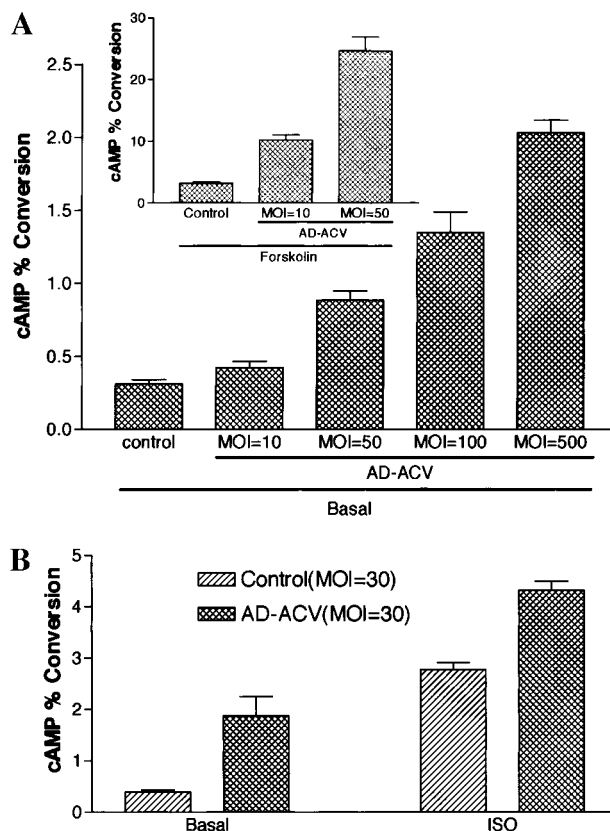 A
cAMP % Conversion
2.5
2.0
1.5
1.0
0.5
0.0
cAMP % Conversion
30
20
10
0
Control MOI=10 MOI=50
AD-ACV
Forskolin
control MOI=10 MOI=50 MOI=100 MOI=500
AD-ACV
Basal
B
cAMP % Conversion
5
4
3
2
1
0
Control(MOI=30)
AD-ACV(MOI=30)
Basal ISO